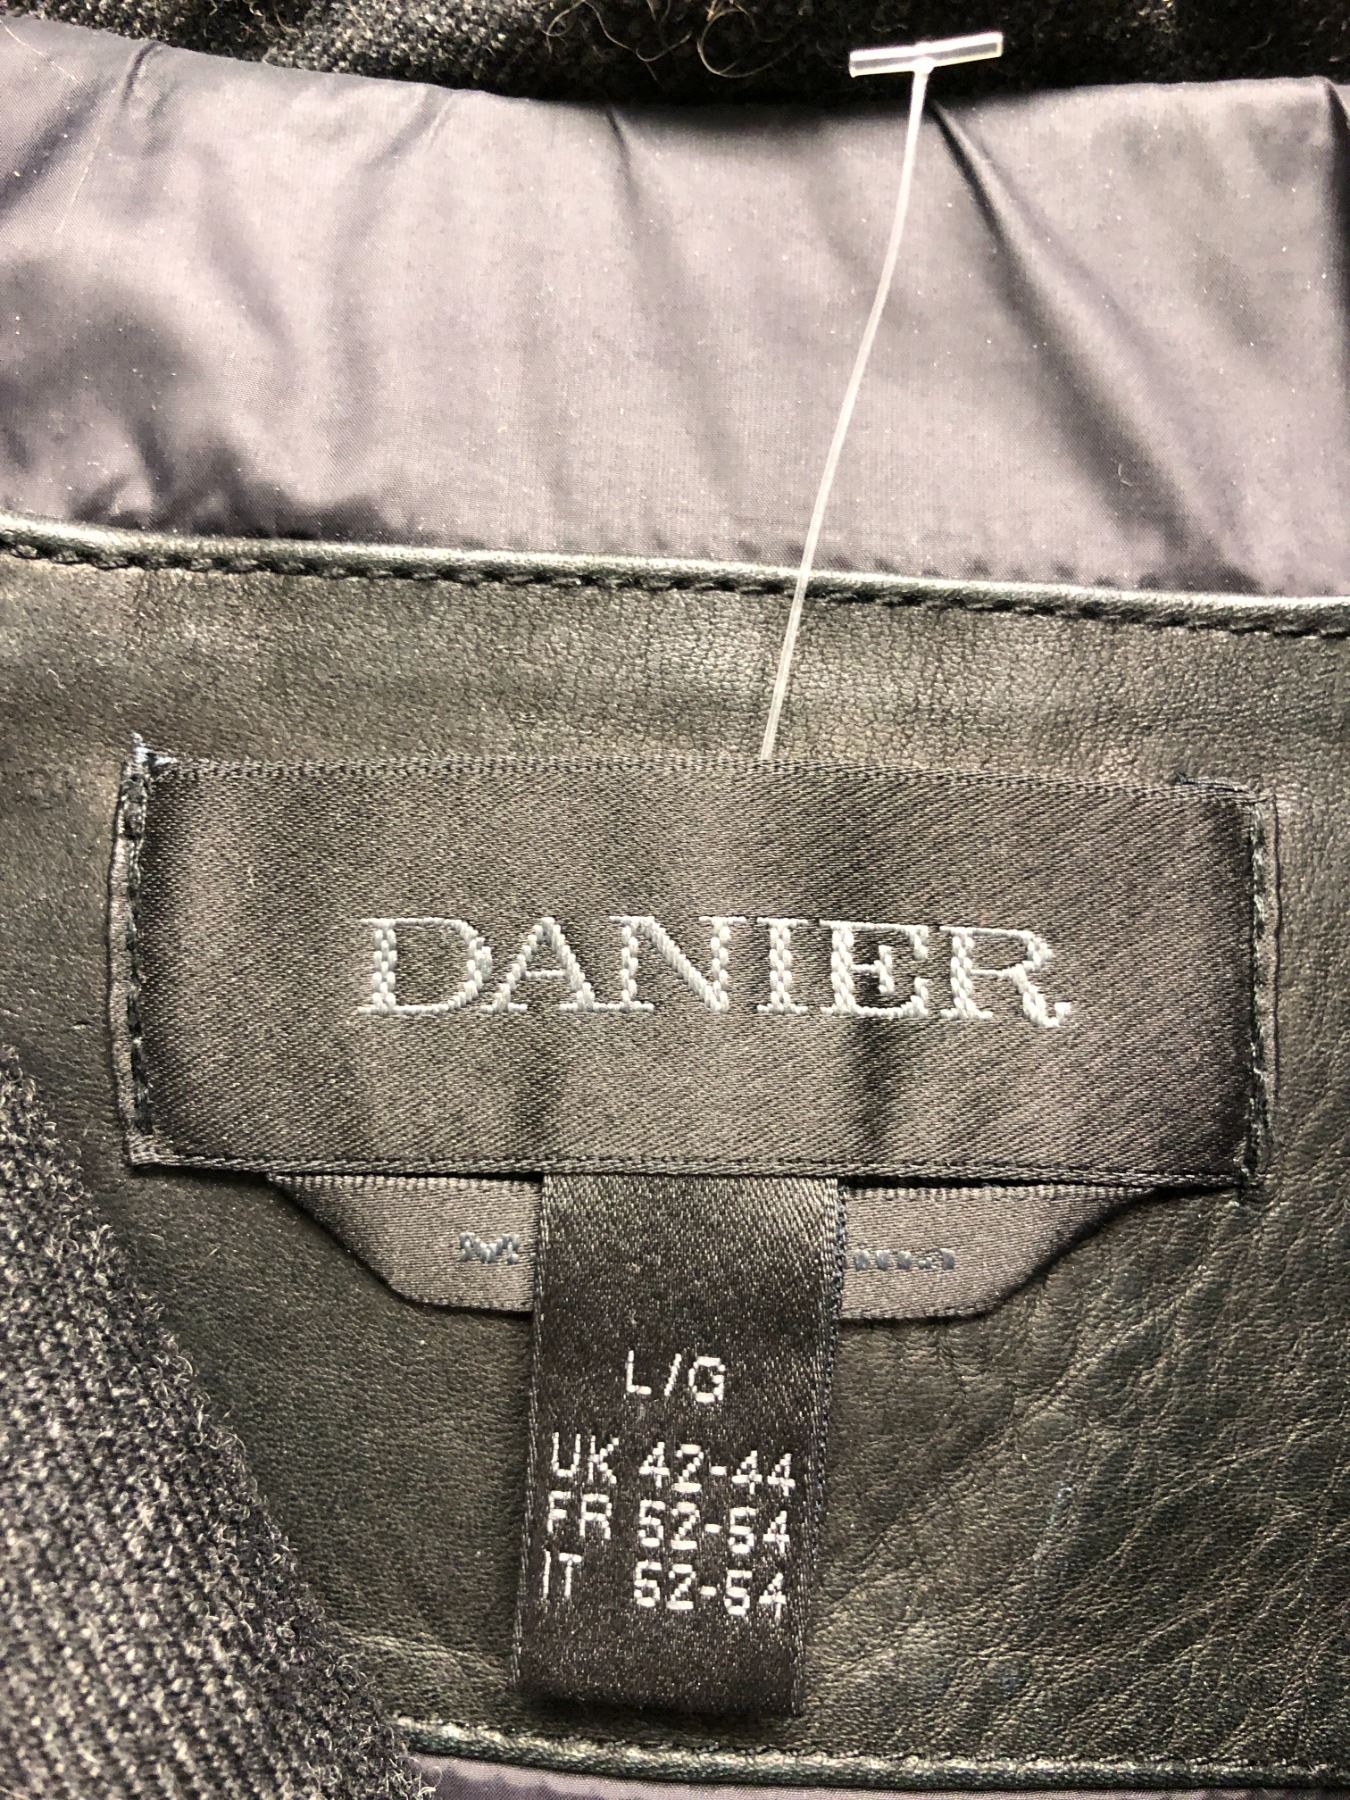 DANIER
L/G
UK 42-44
FR 52-54
IT 52-54